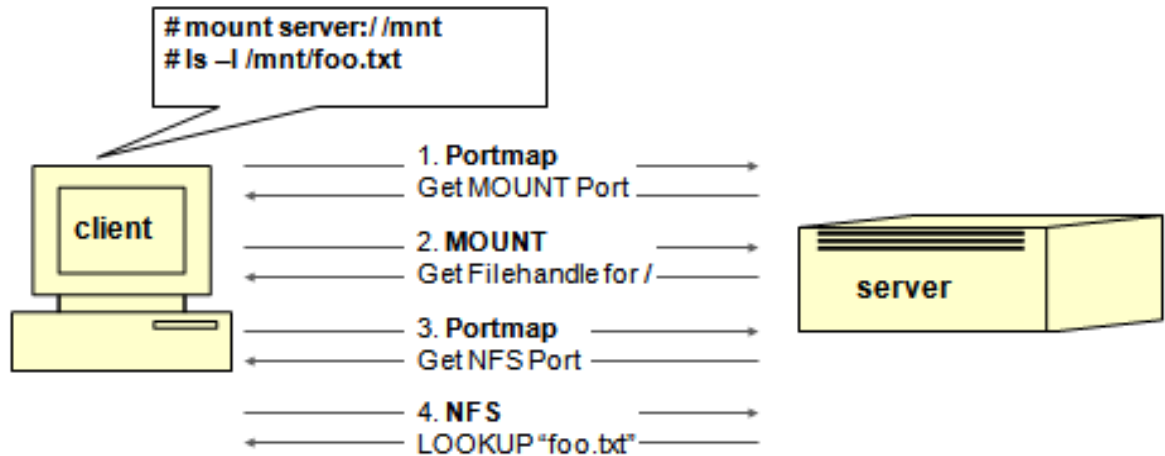 # mount server:/ /mnt
# ls –l /mnt/foo.txt
1. Portmap
Get MOUNT Port
client
2. MOUNT
Get Filehandle for /
server
3. Portmap
Get NFS Port
4. NFS
LOOKUP “foo.txt”